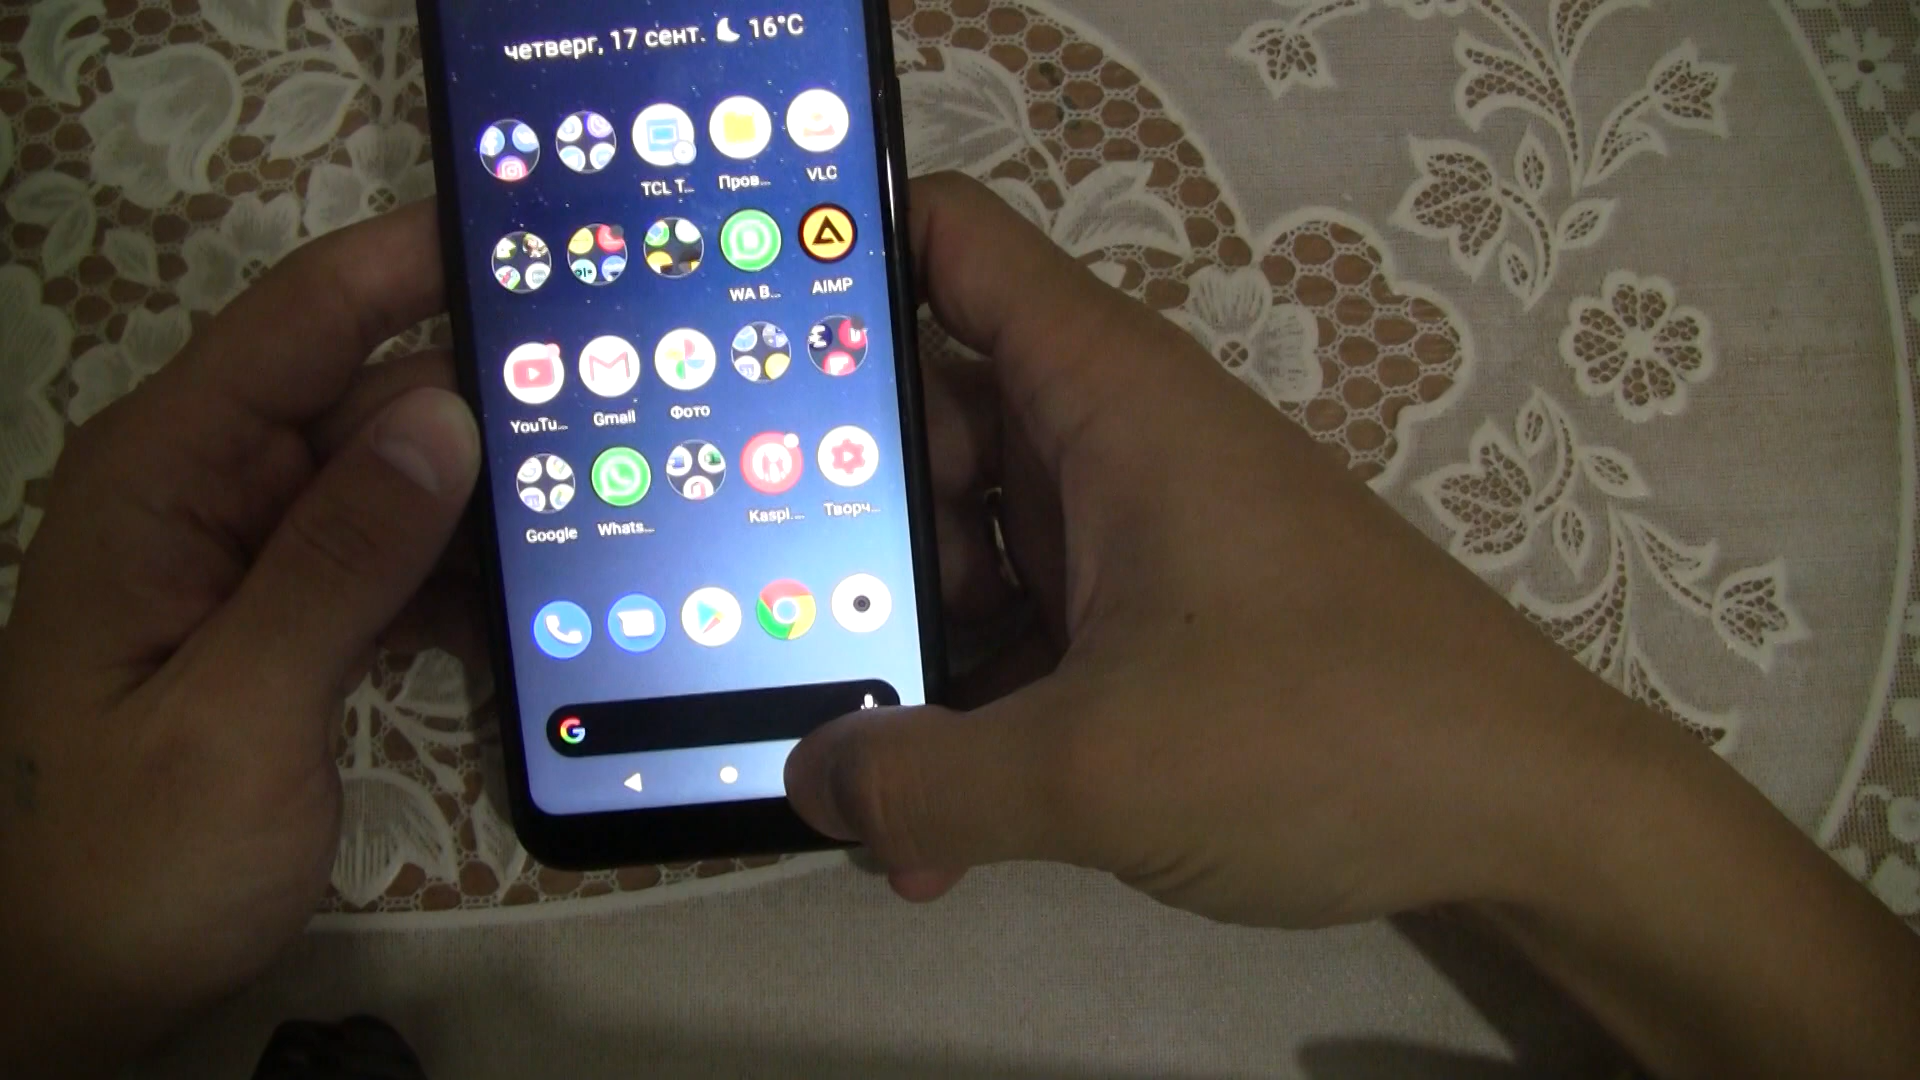 четверг, 17 сент. 16°C
TCL T... Пров... VLC
WA B... AIMP
YouTu... Gmail Фото
Google Whats... Kaspi.... Творч...